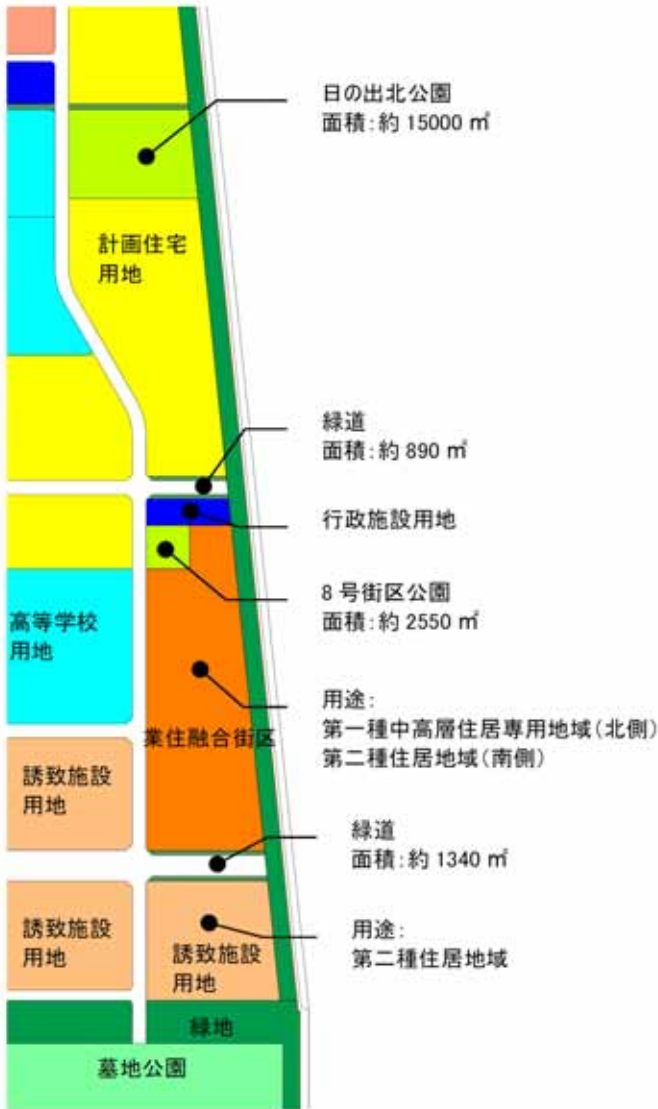 日の出北公園
面積:約 15000 ㎡
計画住宅
用地
緑道
面積:約 890 ㎡
行政施設用地
8 号街区公園
面積:約 2550 ㎡
高等学校
用地
用途:
第一種中高層住居専用地域(北側)
第二種住居地域(南側)
業住融合街区
誘致施設
用地
緑道
面積:約 1340 ㎡
誘致施設
用地
誘致施設
用地
用途:
第二種住居地域
緑地
墓地公園